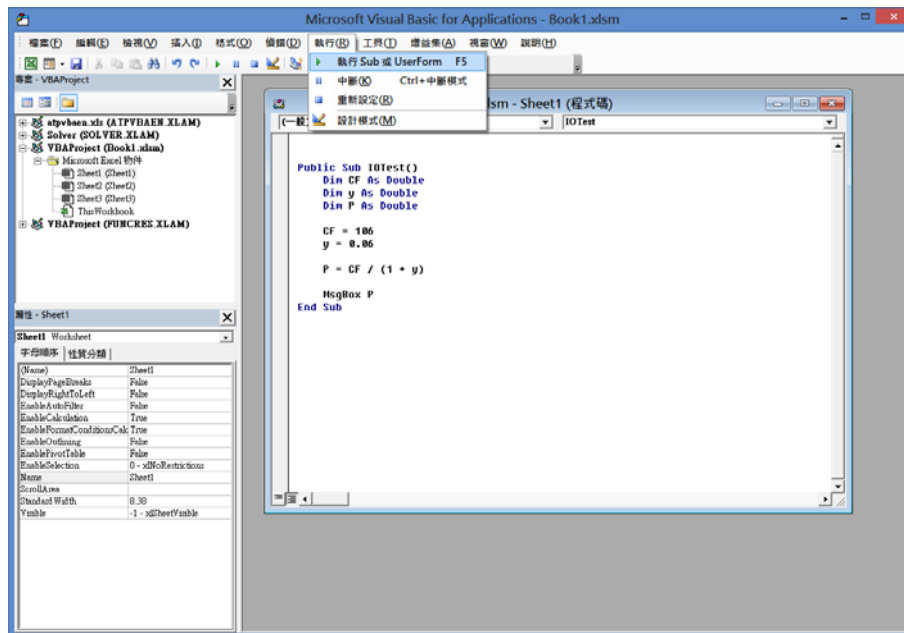 Microsoft Visual Basic for Applications - Book1.xlsm
檔案(F) 編輯(E) 檢視(V) 插入(I) 格式(O) 偵錯(D) 執行(R) 工具(T) 增益集(A) 視窗(W) 說明(H)
執行 Sub 或 UserForm F5
中斷(K) Ctrl+中斷模式
重新設定(R)
設計模式(M)
專案 - VBAProject
atpvbaen.xls (ATPVBAEN.XLAM)
Solver (SOLVER.XLAM)
VBAProject (Book1.xlsm)
Microsoft Excel 物件
Sheet1 (Sheet1)
Sheet2 (Sheet2)
Sheet3 (Sheet3)
ThisWorkbook
VBAProject (FUNCRES.XLAM)
屬性 - Sheet1
Sheet1 Worksheet
字母順序 性質分類
(Name) Sheet1
DisplayPageBreaks False
DisplayRightToLeft False
EnableAutoFilter False
EnableCalculation True
EnableFormatConditionsCalc True
EnableOutlining False
EnablePivotTable False
EnableSelection 0 - xlNoRestrictions
Name Sheet1
ScrollArea
Standard Width 8.38
Visible -1 - xlSheetVisible
lsm - Sheet1 (程式碼)
(一般 IOTest
Public Sub IOTest()
Dim CF As Double
Dim y As Double
Dim P As Double
CF = 106
y = 0.06
P = CF / (1 + y)
MsgBox P
End Sub